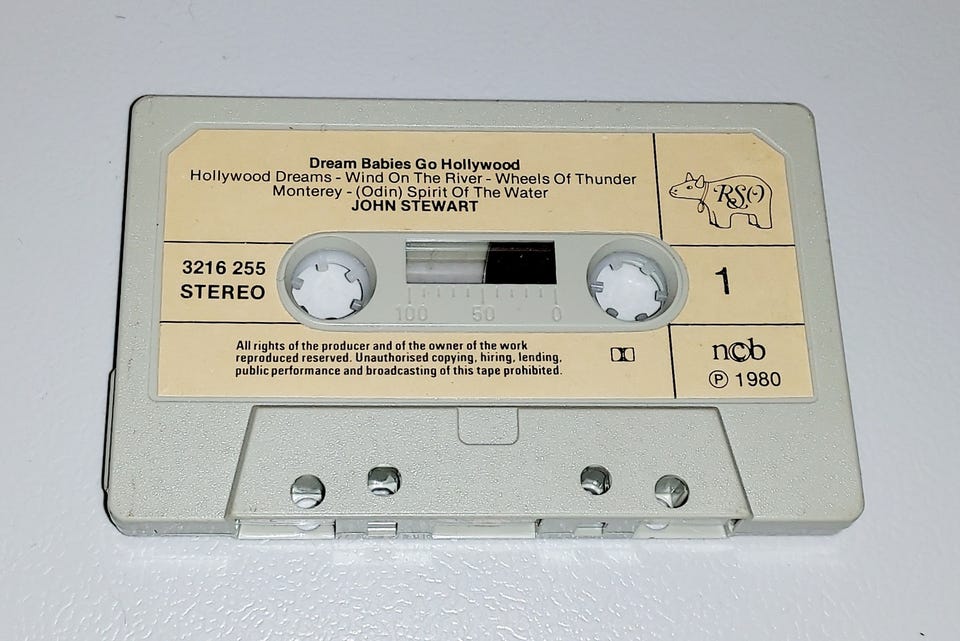 Dream Babies Go Hollywood
Hollywood Dreams - Wind On The River - Wheels Of Thunder
Monterey - (Odin) Spirit Of The Water
JOHN STEWART
RSO
3216 255
STEREO
100 50 0
1
All rights of the producer and of the owner of the work
reproduced reserved. Unauthorised copying, hiring, lending,
public performance and broadcasting of this tape prohibited.
ncb
℗ 1980